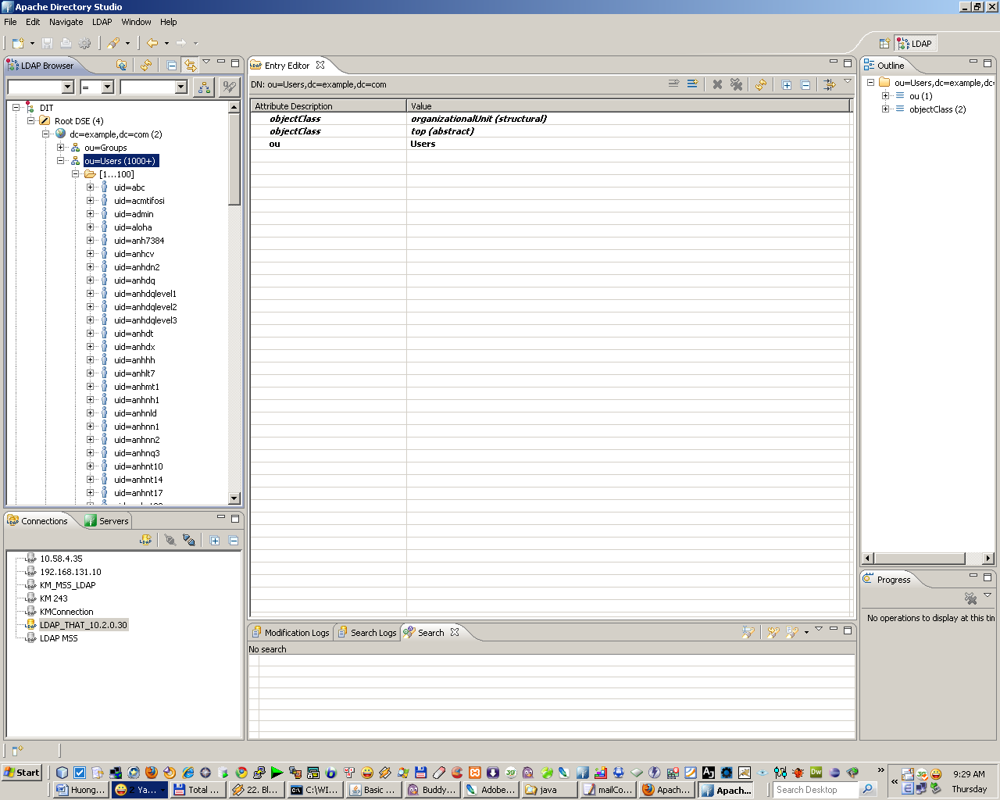 Apache Directory Studio
File Edit Navigate LDAP Window Help
LDAP
LDAP Browser
=
DIT
Root DSE (4)
dc=example,dc=com (2)
ou=Groups
ou=Users (1000+)
[1...100]
uid=abc
uid=acmtifosi
uid=admin
uid=aloha
uid=anh7384
uid=anhcv
uid=anhdn2
uid=anhdq
uid=anhdqlevel1
uid=anhdqlevel2
uid=anhdqlevel3
uid=anhdt
uid=anhdx
uid=anhhh
uid=anhlt7
uid=anhmt1
uid=anhnh1
uid=anhnld
uid=anhnn1
uid=anhnn2
uid=anhnq3
uid=anhnt10
uid=anhnt14
uid=anhnt17
Connections Servers
10.58.4.35
192.168.131.10
KM_MSS_LDAP
KM 243
KMConnection
LDAP_THAT_10.2.0.30
LDAP MSS
Entry Editor
DN: ou=Users,dc=example,dc=com
Attribute Description Value
objectClass organizationalUnit (structural)
objectClass top (abstract)
ou Users
Modification Logs Search Logs Search
No search
Outline
ou=Users,dc=example,dc=
ou (1)
objectClass (2)
Progress
No operations to display at this tin
Start
9:29 AM
Huong...
2 Ya...
Total ...
22. Bl...
C:\WI...
Basic ...
Buddy...
Adobe...
java
mailCo...
Apach...
Apach...
Search Desktop
Thursday